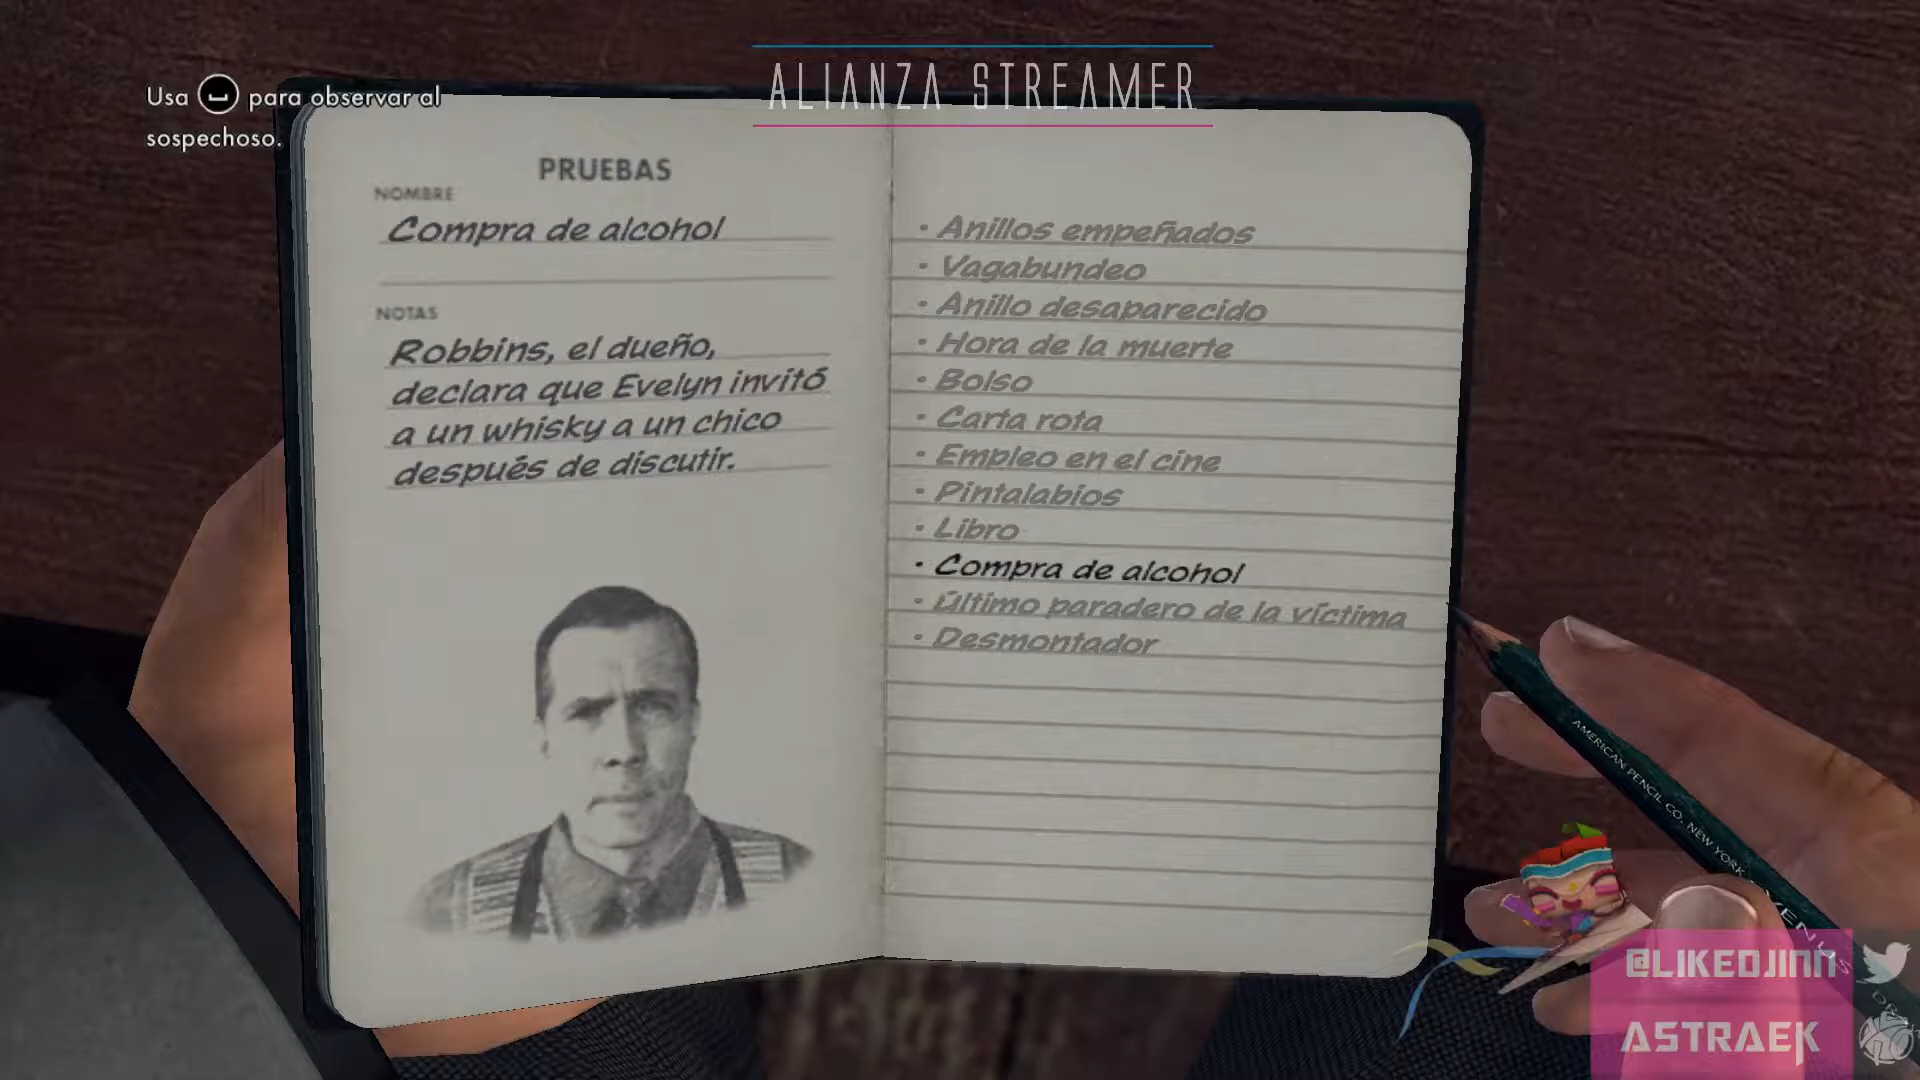 ALIANZA STREAMER
Usa para observar al
sospechoso.
PRUEBAS
NOMBRE
Compra de alcohol
NOTAS
Robbins, el dueño,
declara que Evelyn invitó
a un whisky a un chico
después de discutir.
• Anillos empeñados
• Vagabundeo
• Anillo desaparecido
• Hora de la muerte
• Bolso
• Carta rota
• Empleo en el cine
• Pintalabios
• Libro
• Compra de alcohol
• Último paradero de la víctima
• Desmontador
AMERICAN PENCIL CO. NEW YORK
VENUS
@LIKEDJINN
ASTRAEK